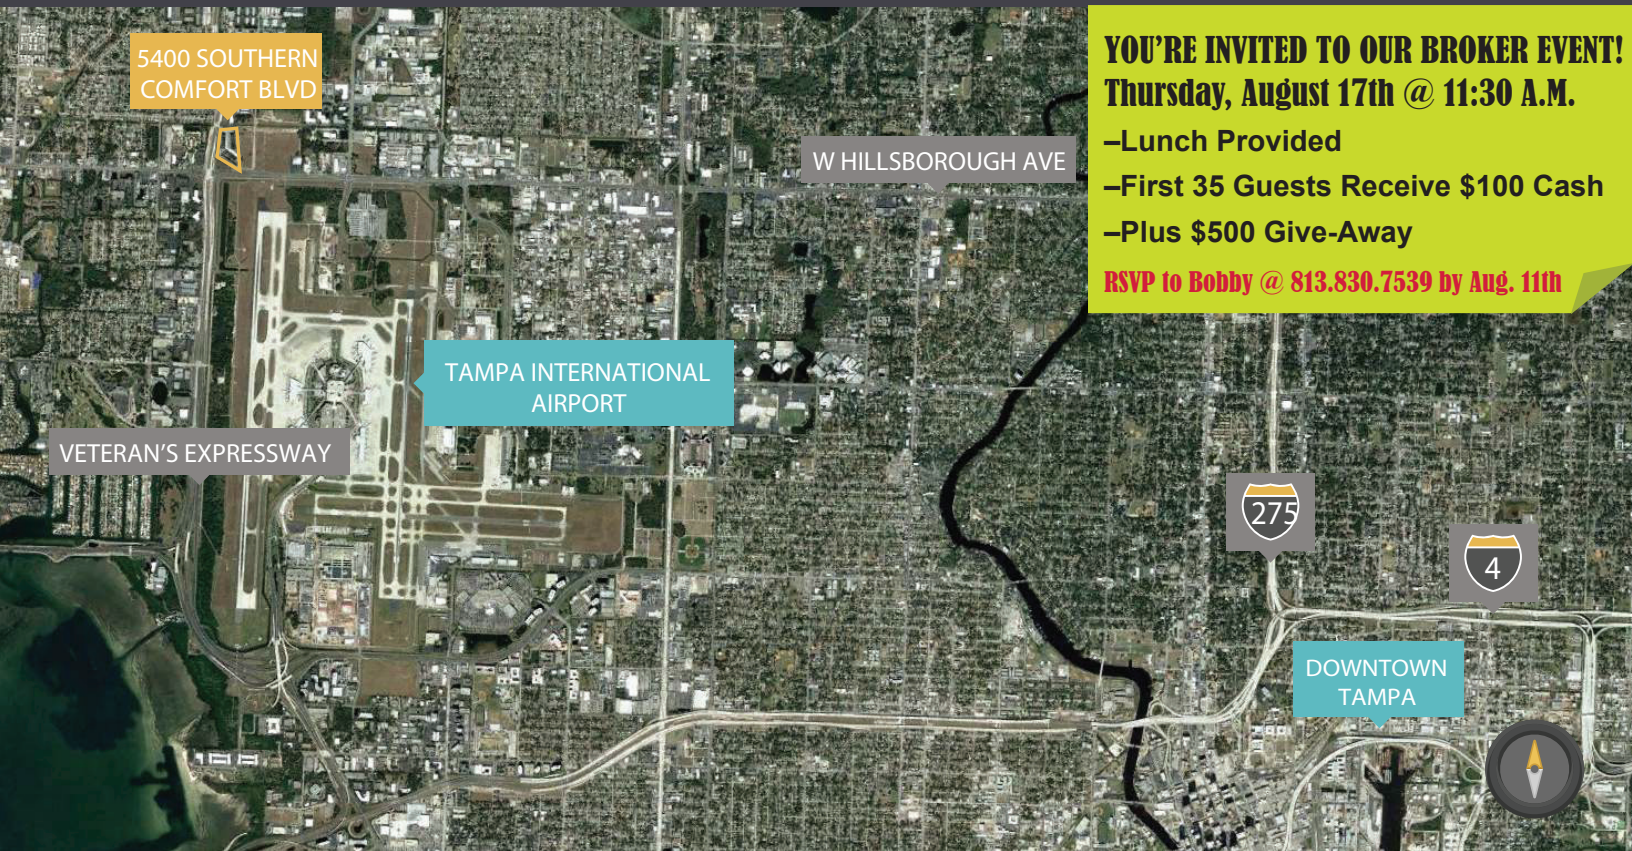 5400 SOUTHERN
COMFORT BLVD
YOU'RE INVITED TO OUR BROKER EVENT!
Thursday, August 17th @ 11:30 A.M.
–Lunch Provided
–First 35 Guests Receive $100 Cash
–Plus $500 Give-Away
RSVP to Bobby @ 813.830.7539 by Aug. 11th
W HILLSBOROUGH AVE
TAMPA INTERNATIONAL
AIRPORT
VETERAN'S EXPRESSWAY
275
4
DOWNTOWN
TAMPA